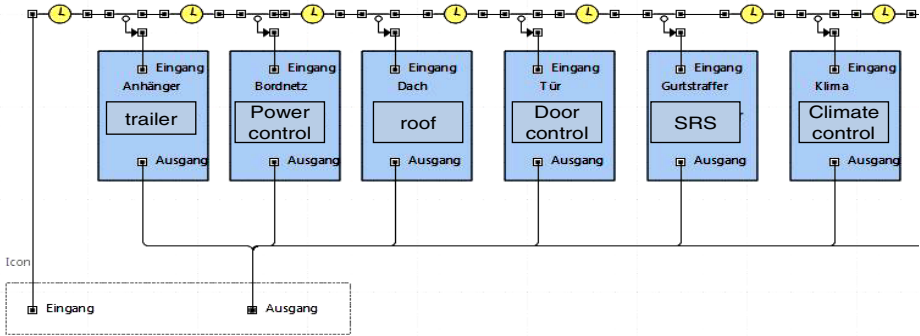 L L L L L L L
Eingang Eingang Eingang Eingang Eingang Eingang
Anhänger Bordnetz Dach Tür Gurtstraffer Klima
trailer Power control roof Door control SRS Climate control
Ausgang Ausgang Ausgang Ausgang Ausgang Ausgang
Icon
Eingang Ausgang